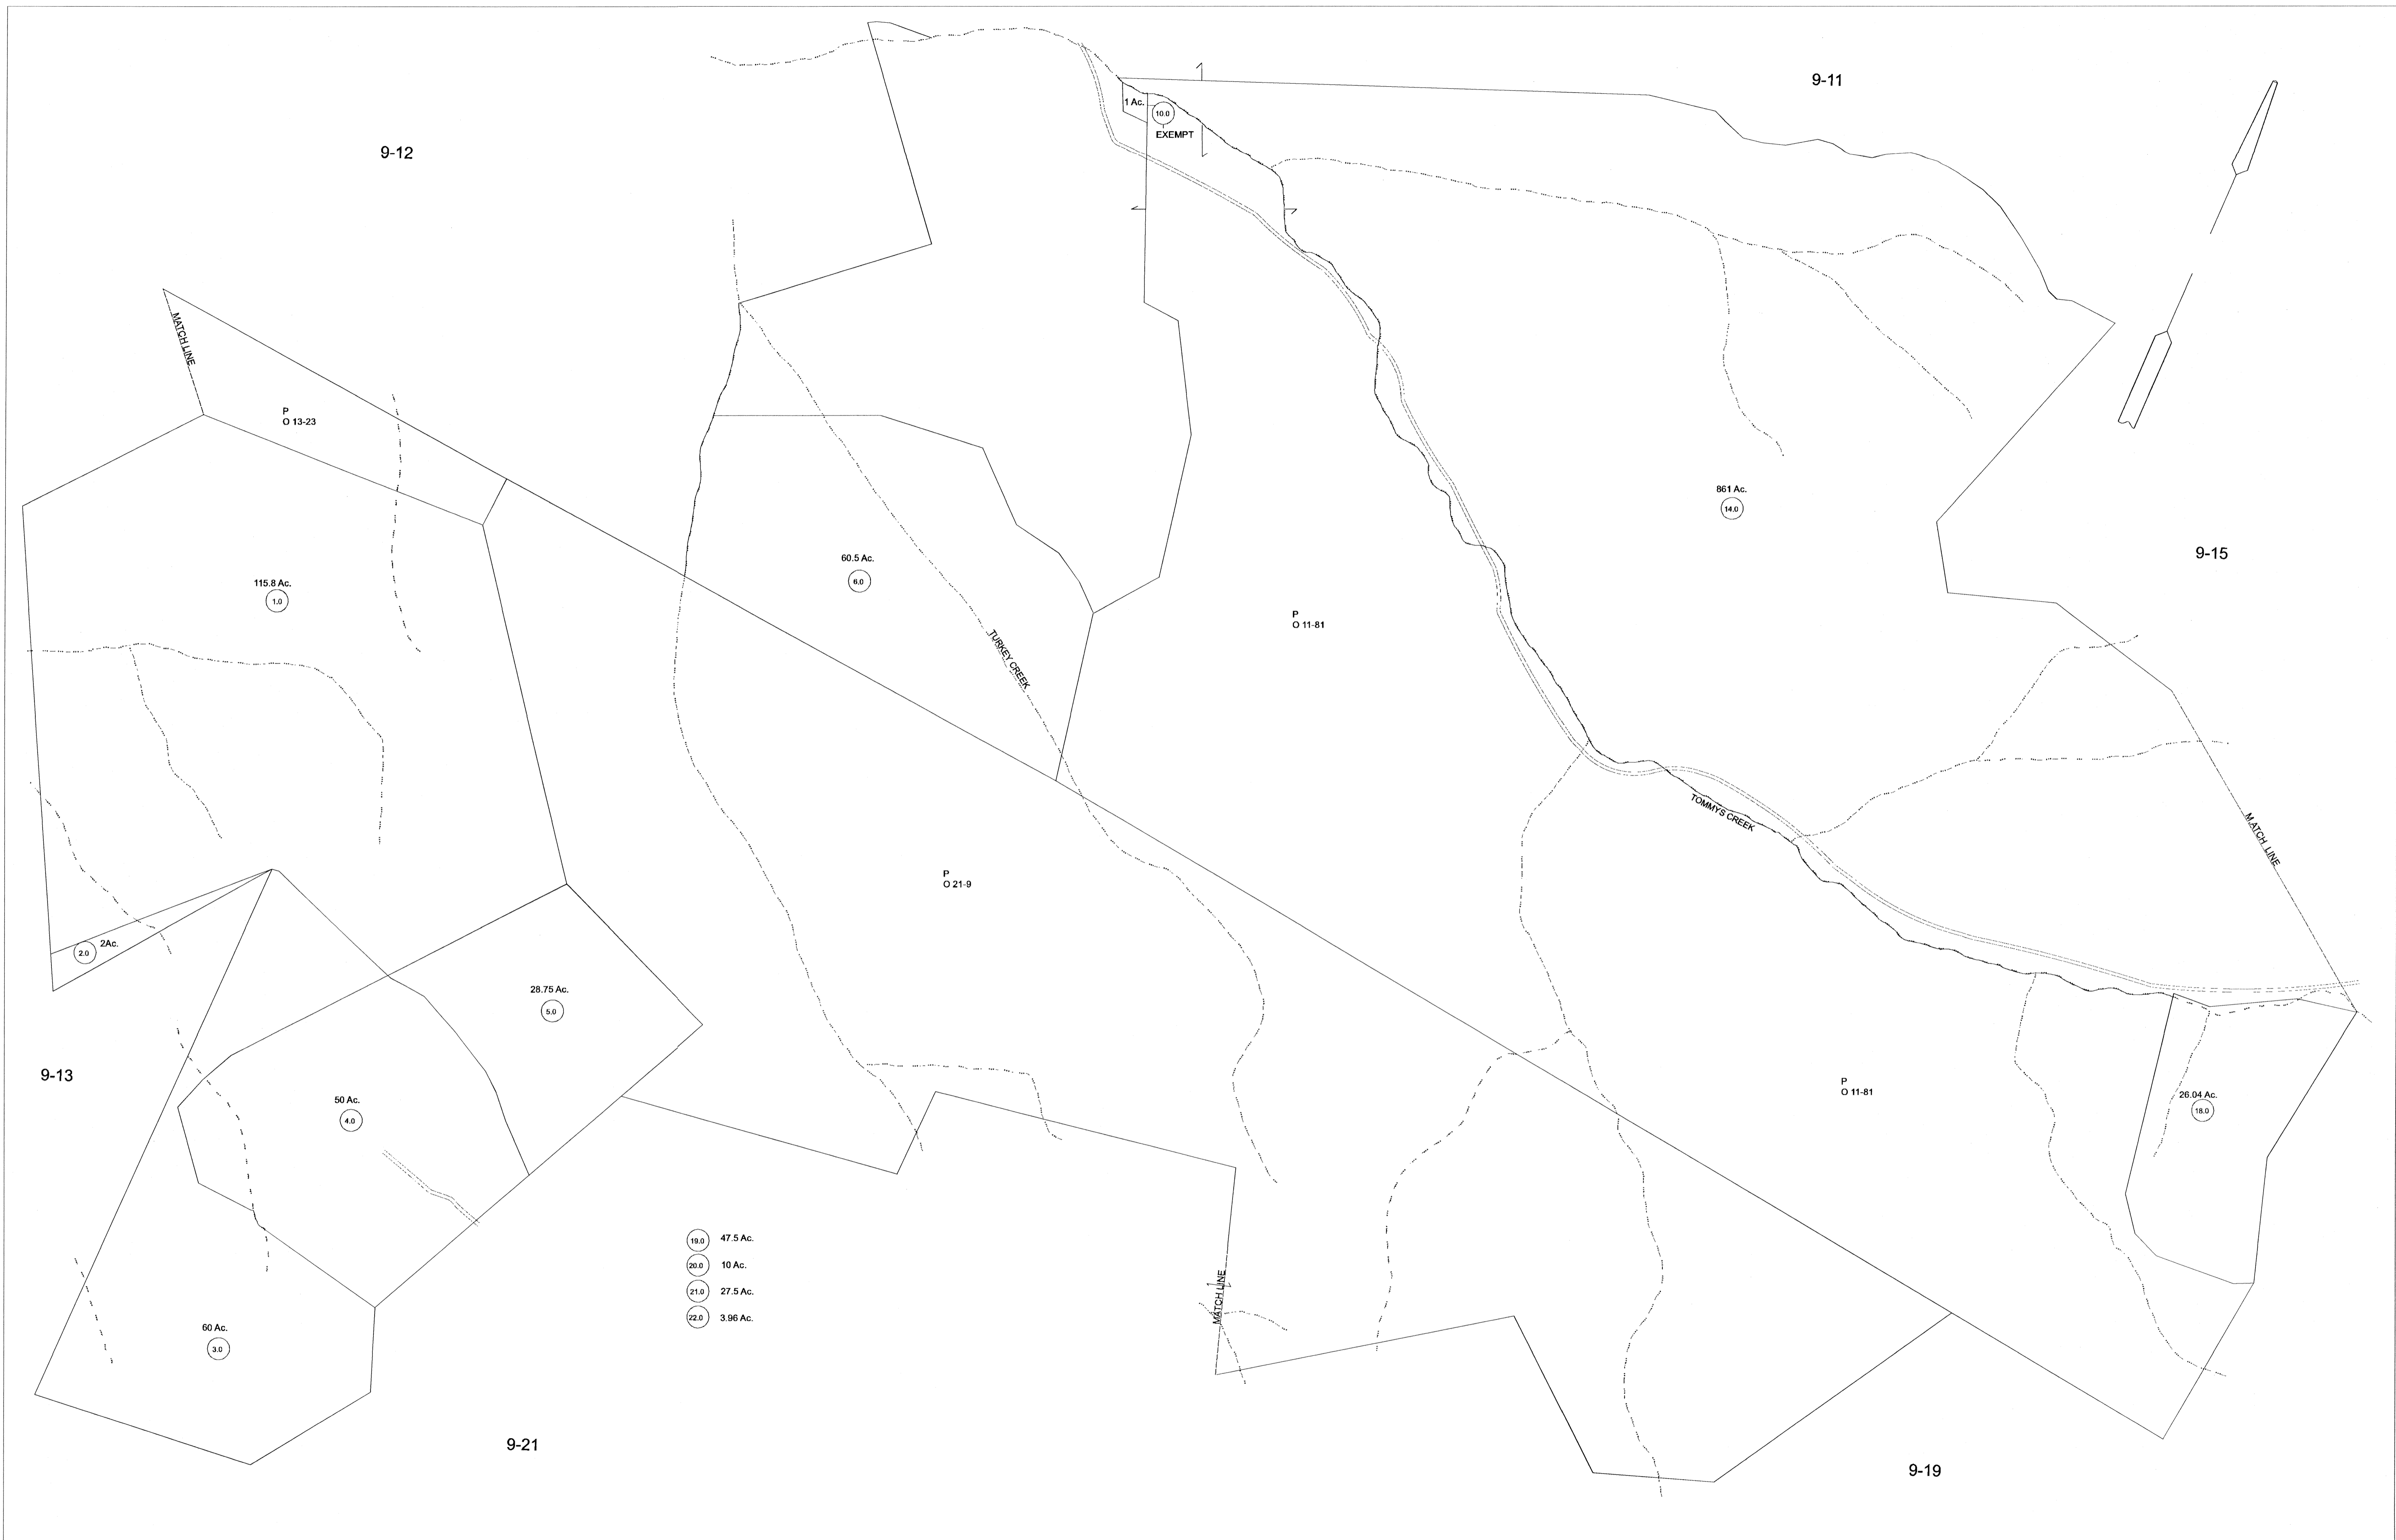 9-11
1 Ac.
10.0
EXEMPT
9-12
MATCH LINE
P
O 13-23
861 Ac.
14.0
9-15
60.5 Ac.
6.0
115.8 Ac.
1.0
P
O 11-81
TURKEY CREEK
TOMMYS CREEK
MATCH LINE
P
O 21-9
2Ac.
2.0
28.75 Ac.
5.0
9-13
50 Ac.
4.0
P
O 11-81
26.04 Ac.
18.0
19.0 47.5 Ac.
20.0 10 Ac.
21.0 27.5 Ac.
22.0 3.96 Ac.
MATCH LINE
60 Ac.
3.0
9-21
9-19